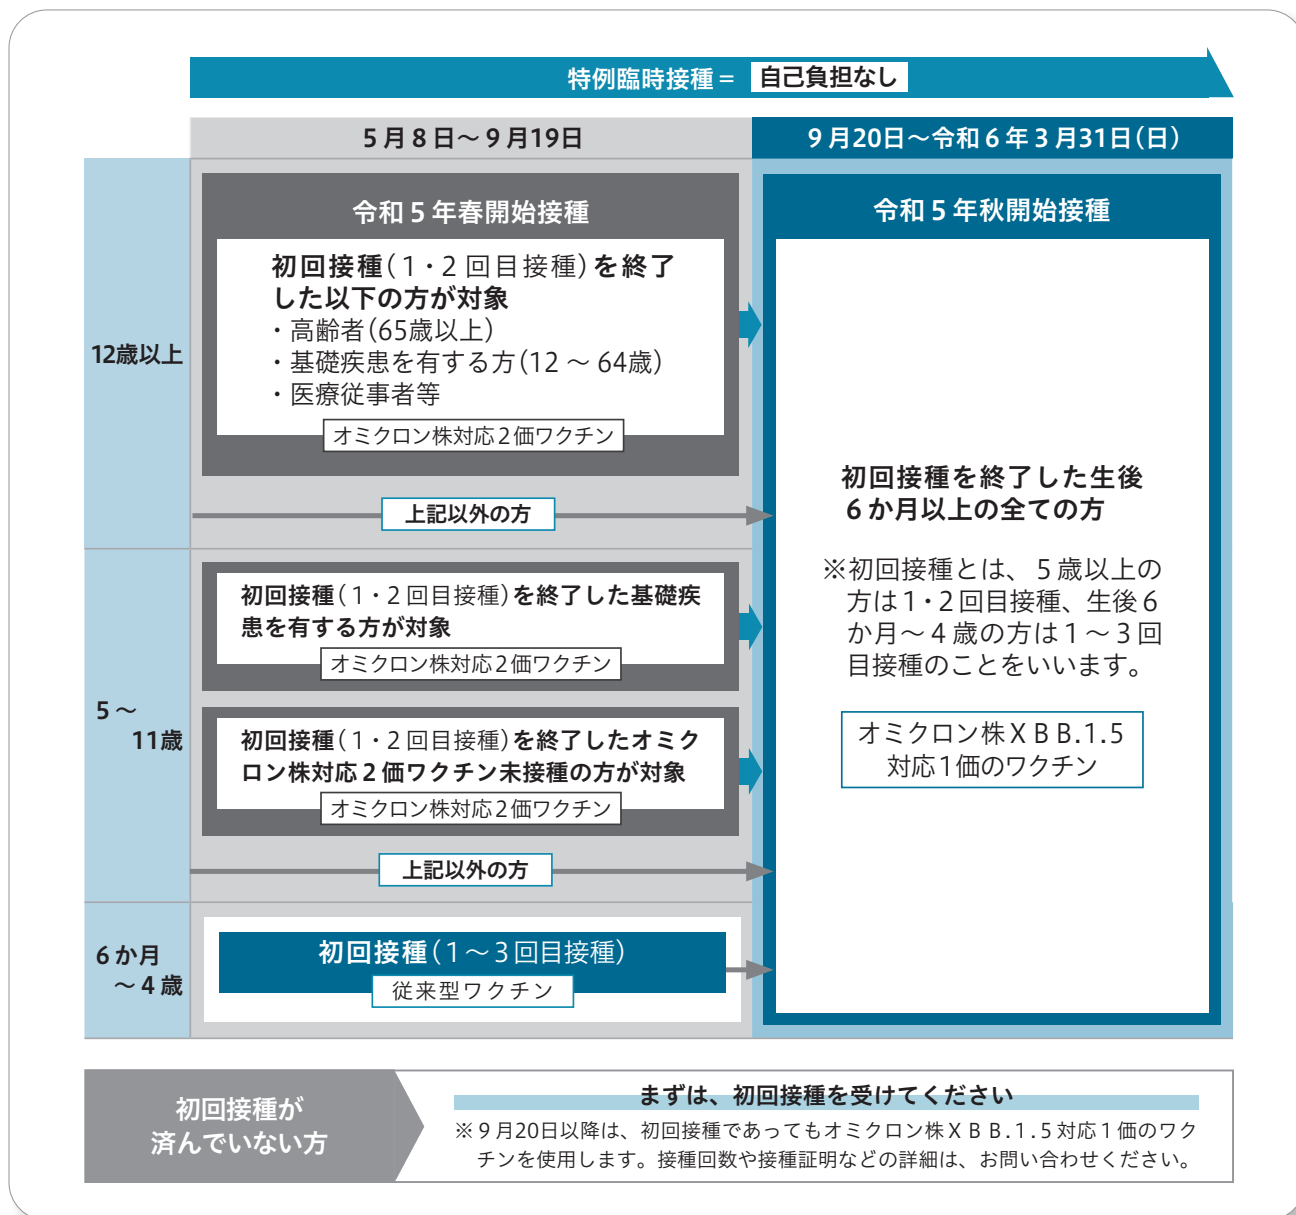 特例臨時接種＝ 自己負担なし
5月8日～9月19日
9月20日～令和6年3月31日(日)
12歳以上
令和5年春開始接種
初回接種(1・2回目接種)を終了
した以下の方が対象
・高齢者(65歳以上)
・基礎疾患を有する方(12～64歳)
・医療従事者等
オミクロン株対応2価ワクチン
上記以外の方
5～
11歳
初回接種(1・2回目接種)を終了した基礎疾
患を有する方が対象
オミクロン株対応2価ワクチン
初回接種(1・2回目接種)を終了したオミク
ロン株対応2価ワクチン未接種の方が対象
オミクロン株対応2価ワクチン
上記以外の方
6か月
～4歳
初回接種(1～3回目接種)
従来型ワクチン
令和5年秋開始接種
初回接種を終了した生後
6か月以上の全ての方
※初回接種とは、5歳以上の
方は1・2回目接種、生後6
か月～4歳の方は1～3回
目接種のことをいいます。
オミクロン株XBB.1.5
対応1価のワクチン
初回接種が
済んでいない方
まずは、初回接種を受けてください
※9月20日以降は、初回接種であってもオミクロン株XBB.1.5対応1価のワク
チンを使用します。接種回数や接種証明などの詳細は、お問い合わせください。